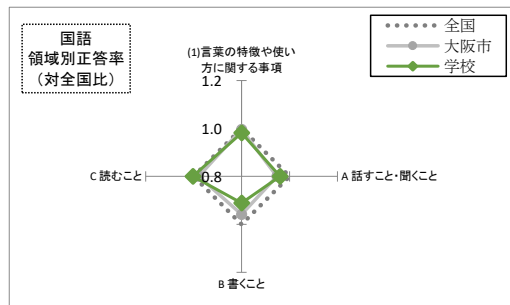 国語
領域別正答率
（対全国比）
全国
大阪市
学校
(1)言葉の特徴や使い
方に関する事項
1.2
1.0
0.8
C 読むこと
A 話すこと・聞くこと
B 書くこと